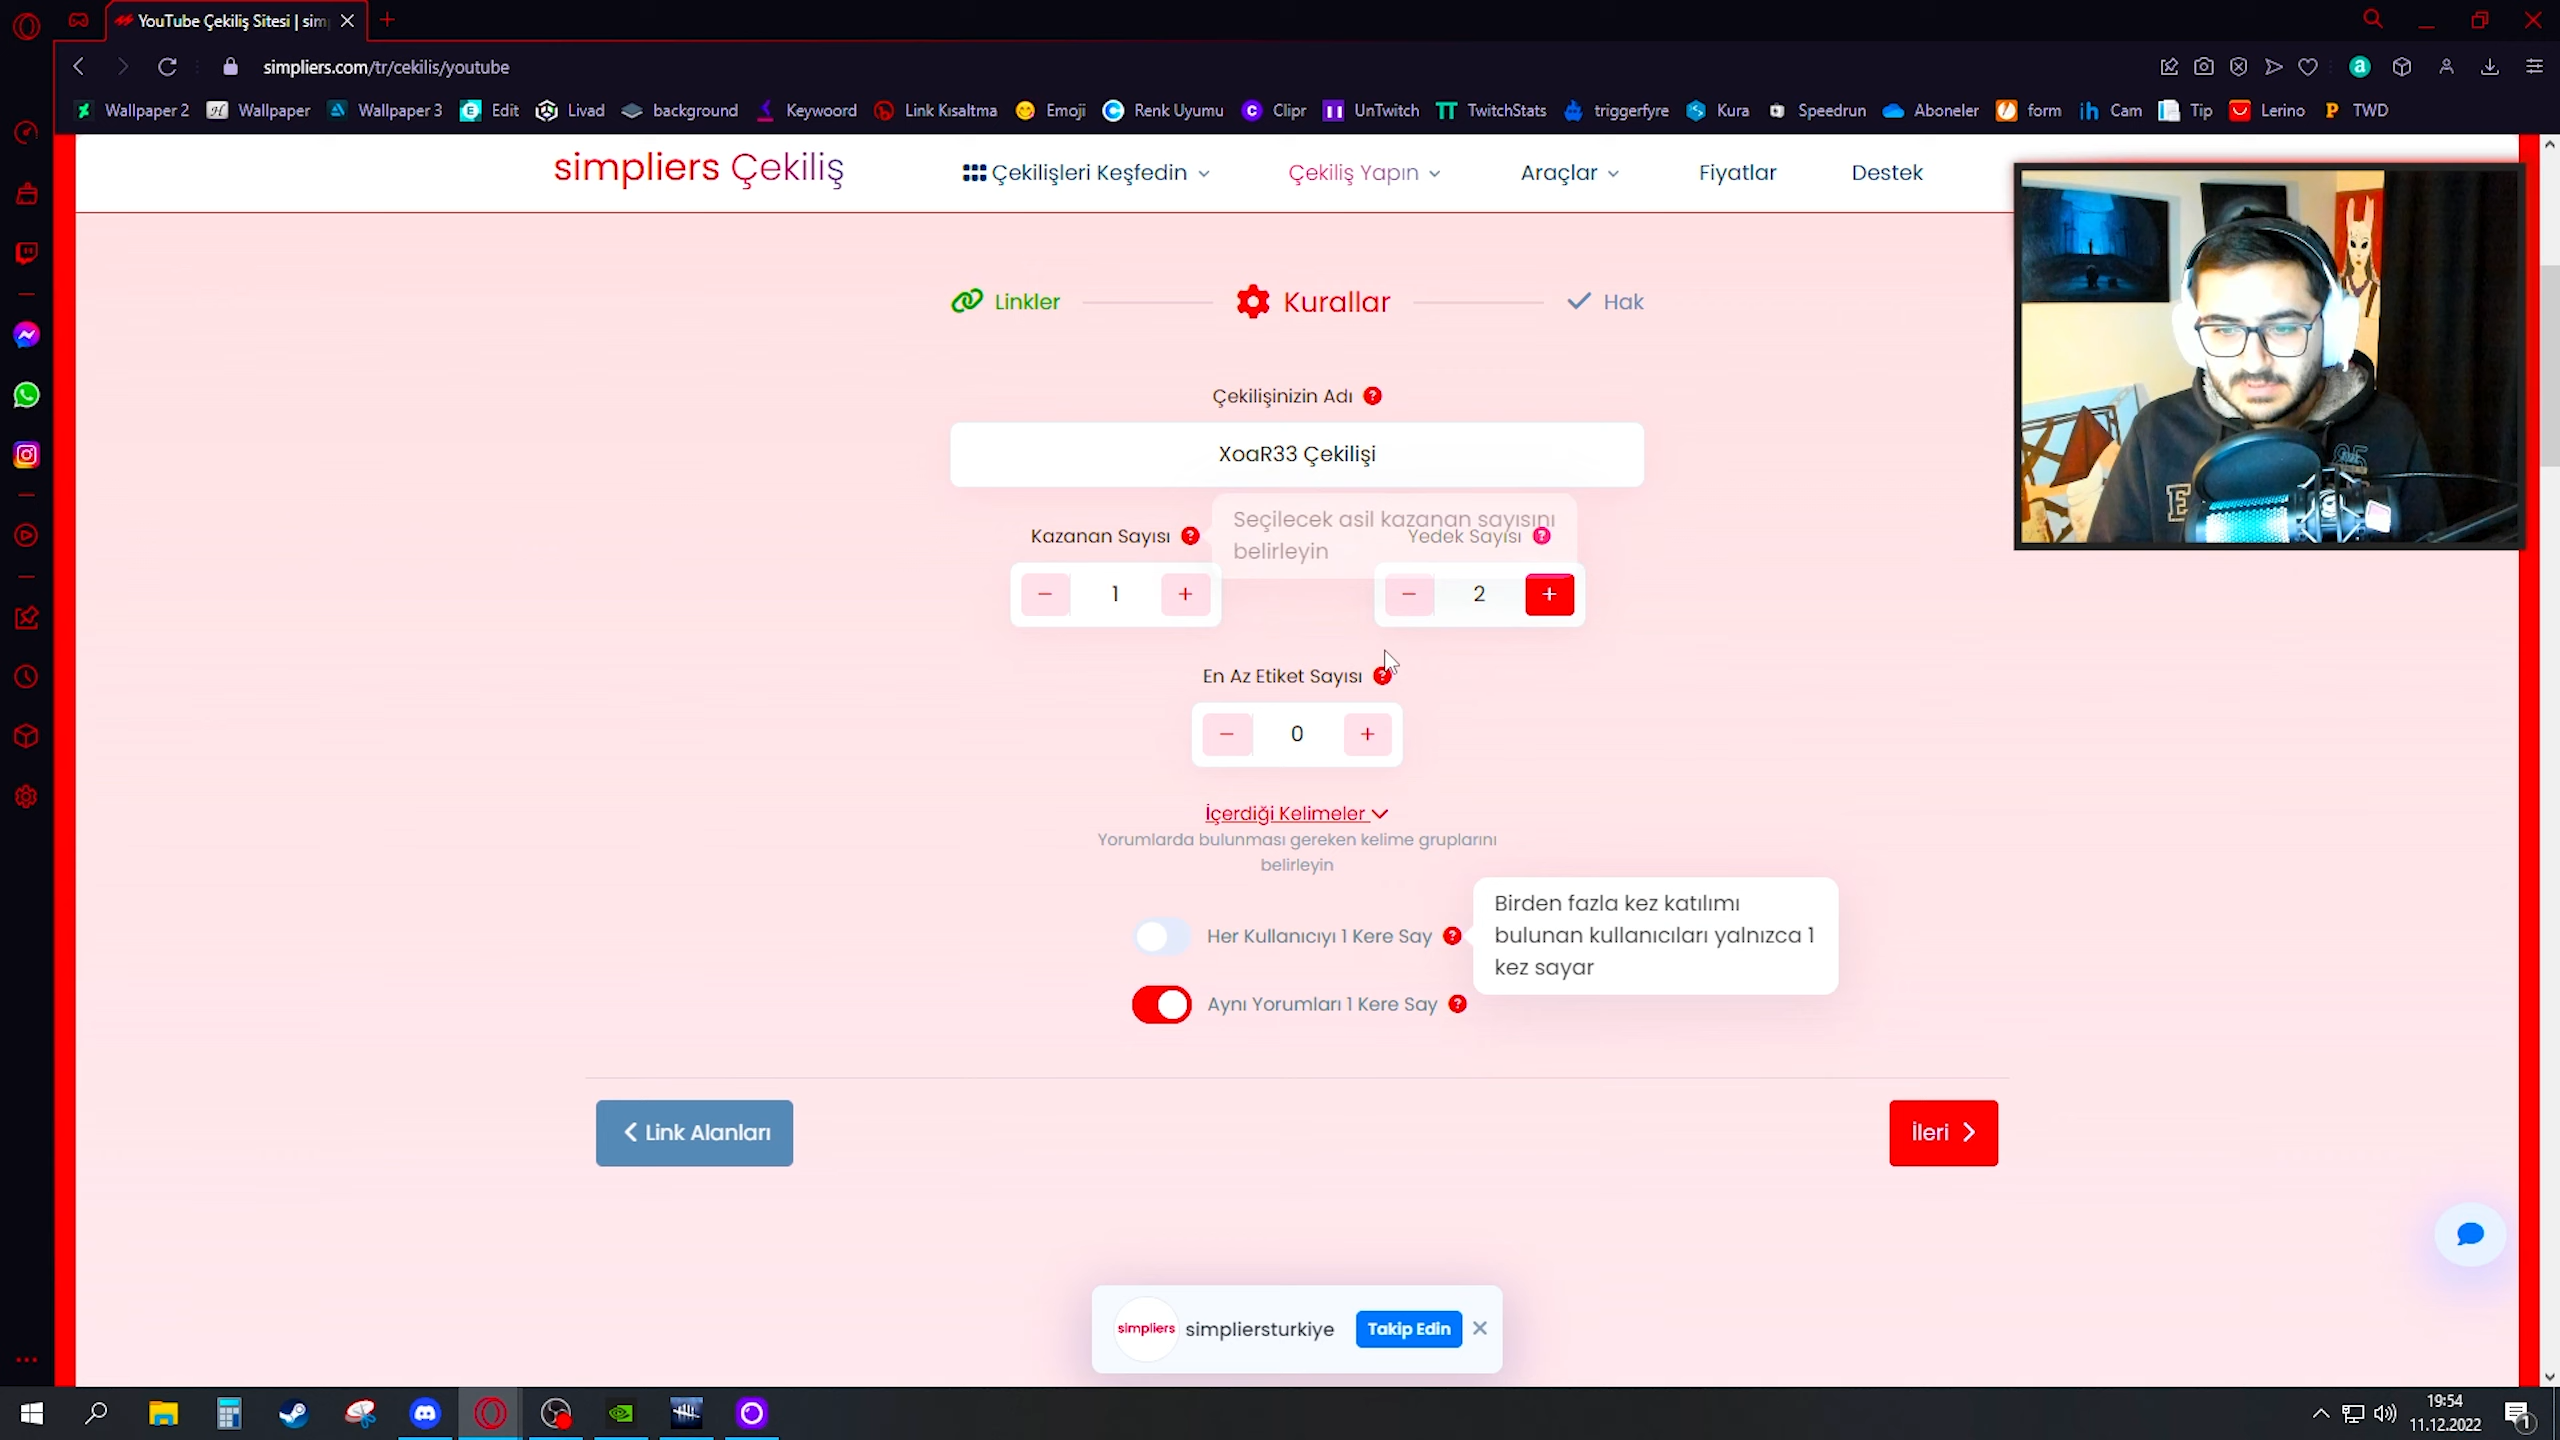 YouTube Çekiliş Sitesi | sim
simpliers.com/tr/cekilis/youtube
Wallpaper 2 Wallpaper Wallpaper 3 Edit Livad background Keywoord Link Kısaltma Emoji Renk Uyumu Clipr UnTwitch TwitchStats triggerfyre Kura Speedrun Aboneler form Cam Tip Lerino TWD
simpliers Çekiliş Çekilişleri Keşfedin Çekiliş Yapın Araçlar Fiyatlar Destek
Linkler Kurallar Hak
Çekilişinizin Adı ?
XoaR33 Çekilişi
Kazanan Sayısı ? Yedek Sayısı ?
Seçilecek asil kazanan sayısını
belirleyin
− 1 + − 2 +
En Az Etiket Sayısı ?
− 0 +
İçerdiği Kelimeler
Yorumlarda bulunması gereken kelime gruplarını
belirleyin
Her Kullanıcıyı 1 Kere Say ?
Birden fazla kez katılımı
bulunan kullanıcıları yalnızca 1
kez sayar
Aynı Yorumları 1 Kere Say ?
Link Alanları İleri
simpliers simpliersturkiye Takip Edin
19:54
11.12.2022
1